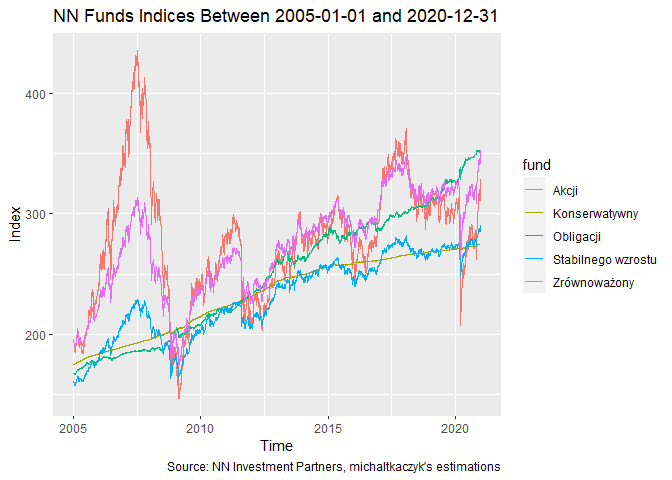 NN Funds Indices Between 2005-01-01 and 2020-12-31
400
300
200
Index
2005
2010
2015
2020
Time
fund
Akcji
Konserwatywny
Obligacji
Stabilnego wzrostu
Zrównoważony
Source: NN Investment Partners, michaltkaczyk's estimations